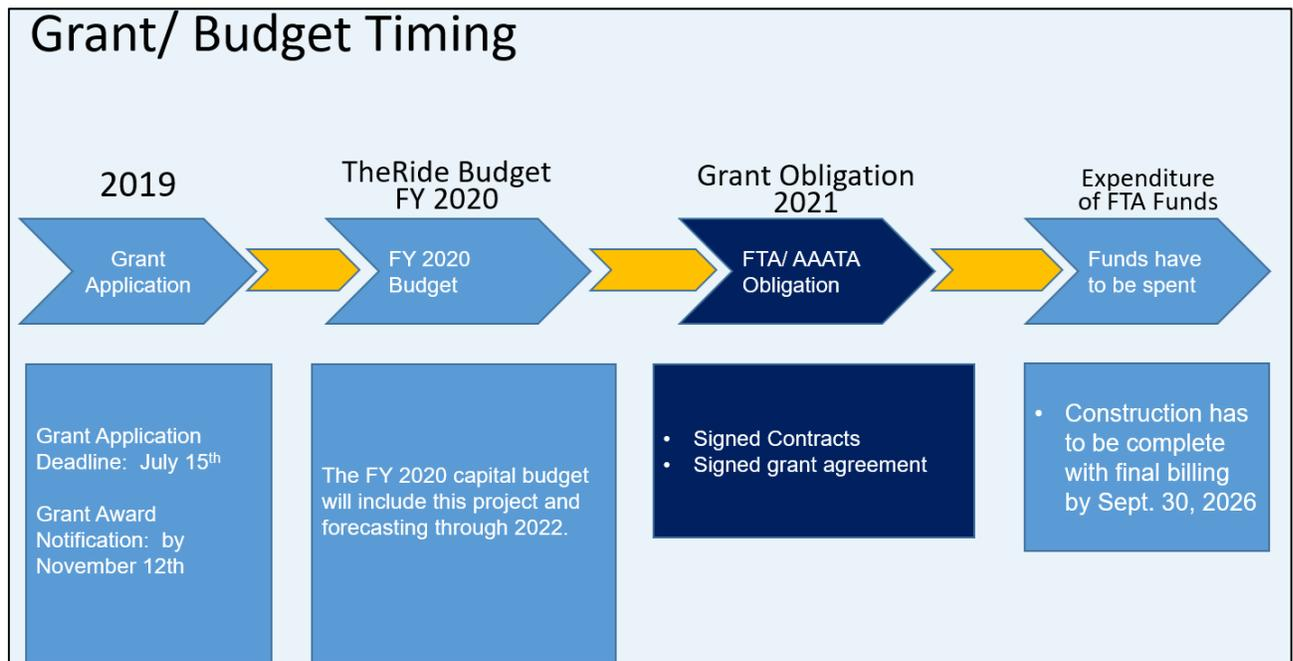 Grant/ Budget Timing
2019
TheRide Budget
FY 2020
Grant Obligation
2021
Expenditure
of FTA Funds
Grant
Application
FY 2020
Budget
FTA/ AAATA
Obligation
Funds have
to be spent
Grant Application
Deadline: July 15th
Grant Award
Notification: by
November 12th
The FY 2020 capital budget
will include this project and
forecasting through 2022.
• Signed Contracts
• Signed grant agreement
• Construction has
to be complete
with final billing
by Sept. 30, 2026